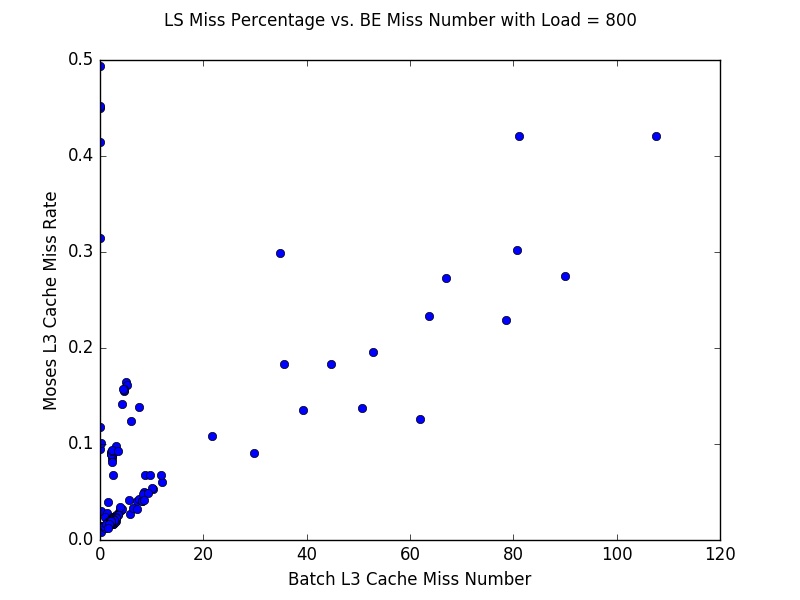 LS Miss Percentage vs. BE Miss Number with Load = 800
0.5
0.4
0.3
0.2
0.1
0.0
Moses L3 Cache Miss Rate
0 20 40 60 80 100 120
Batch L3 Cache Miss Number